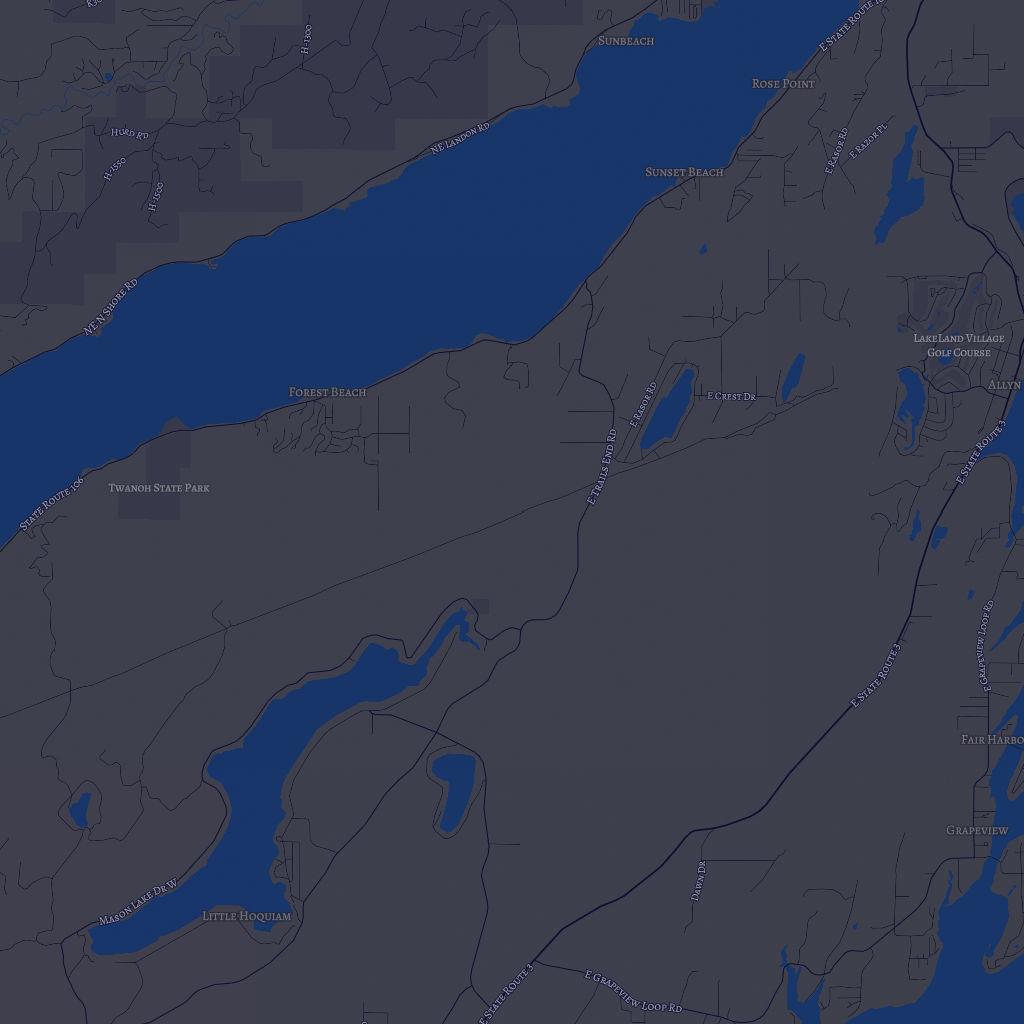 H-1300
Sunbeach
E State Route
Rose Point
Hurd Rd
NE Landon Rd
E Rasor Rd
E Razor Pl
H-1550
H-1500
Sunset Beach
NE N Shore Rd
LakeLand Village
Golf Course
Allyn
Forest Beach
E Rasor Rd
E Crest Dr
E State Route 3
E Trails End Rd
Twanoh State Park
State Route 106
E Grapeview Loop Rd
E State Route 3
Fair Harbo
Grapeview
Dawn Dr
Mason Lake Dr W
Little Hoquiam
E State Route 3
E Grapeview Loop Rd